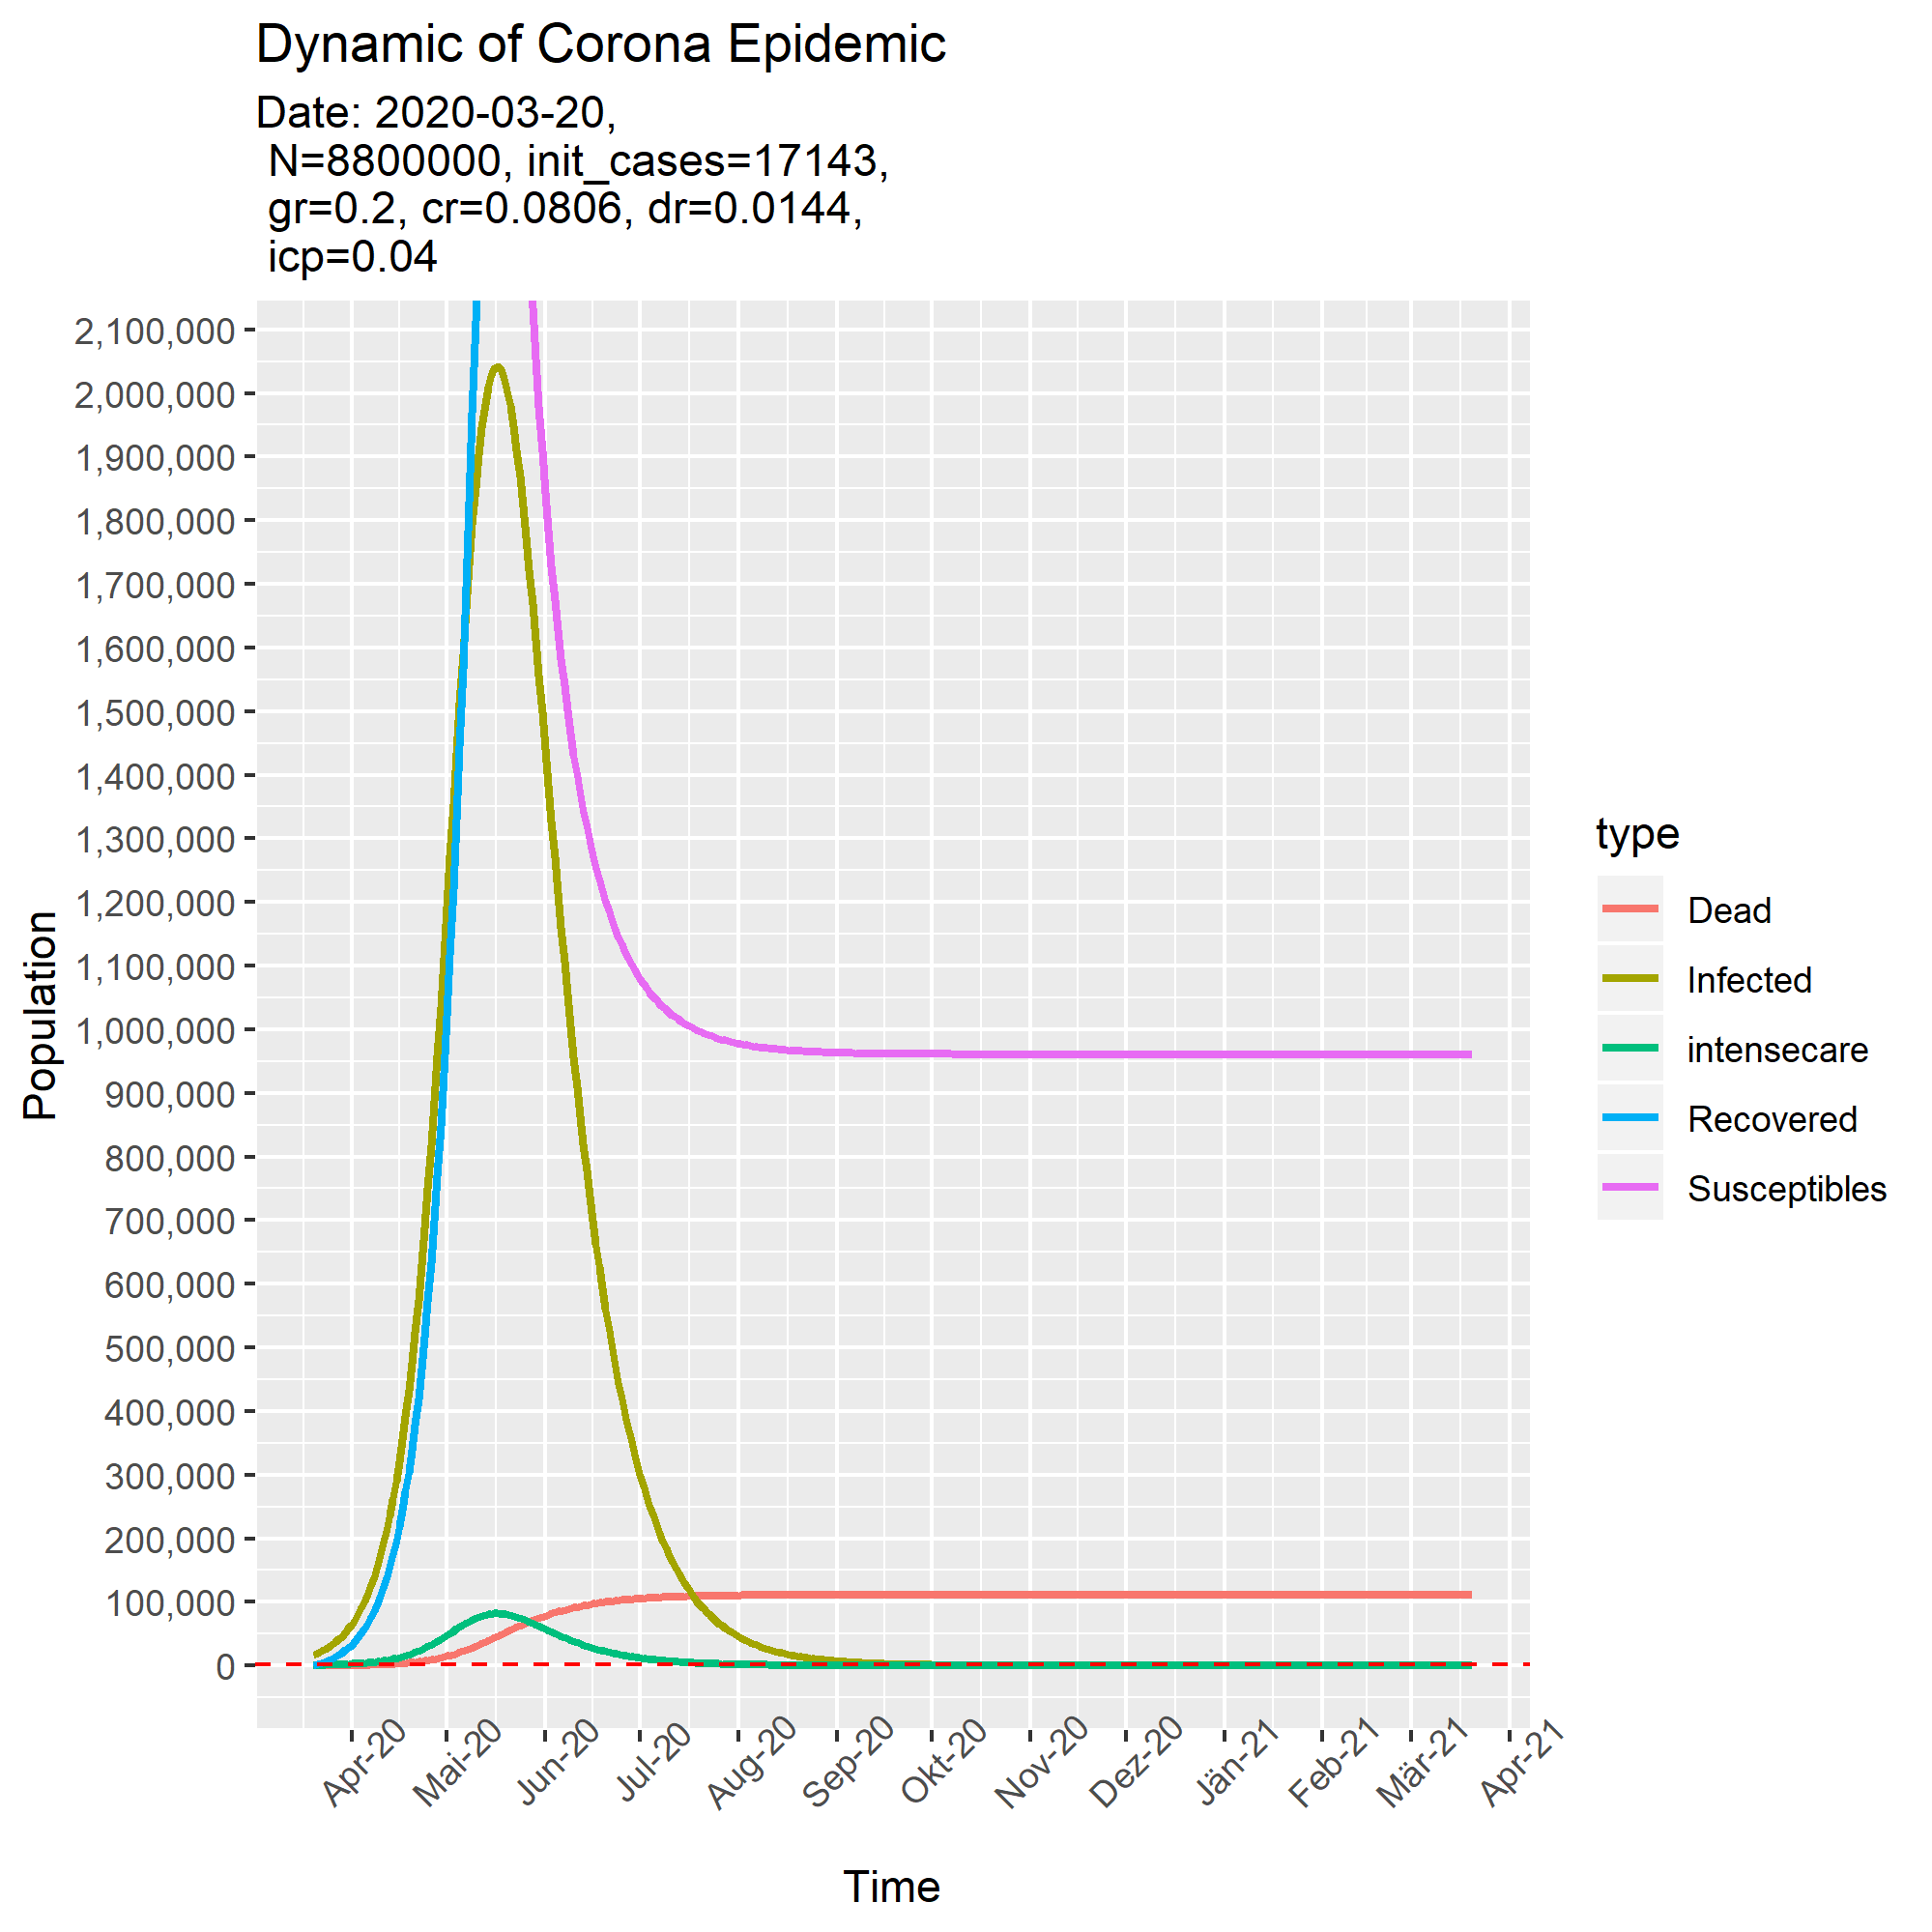 Dynamic of Corona Epidemic
Date: 2020-03-20,
N=8800000, init_cases=17143,
gr=0.2, cr=0.0806, dr=0.0144,
icp=0.04
2,100,000
2,000,000
1,900,000
1,800,000
1,700,000
1,600,000
1,500,000
1,400,000
1,300,000
1,200,000
1,100,000
1,000,000
900,000
800,000
700,000
600,000
500,000
400,000
300,000
200,000
100,000
0
Population
type
Dead
Infected
intensecare
Recovered
Susceptibles
Apr-20
Mai-20
Jun-20
Jul-20
Aug-20
Sep-20
Okt-20
Nov-20
Dez-20
Jän-21
Feb-21
Mär-21
Apr-21
Time